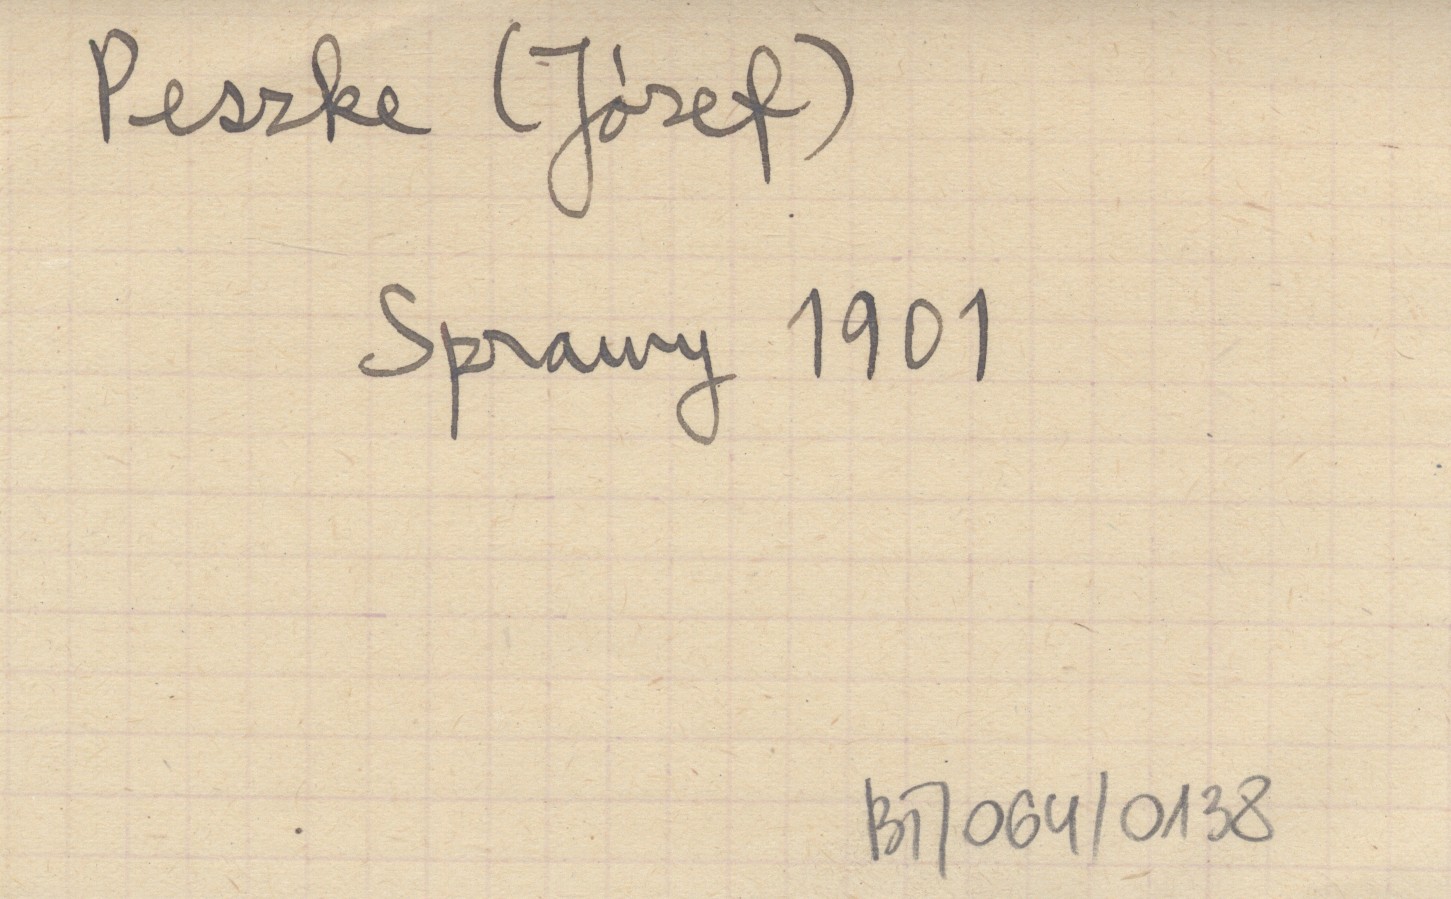 Peszke (Józef)
Sprawy 1901
BT/064/0138